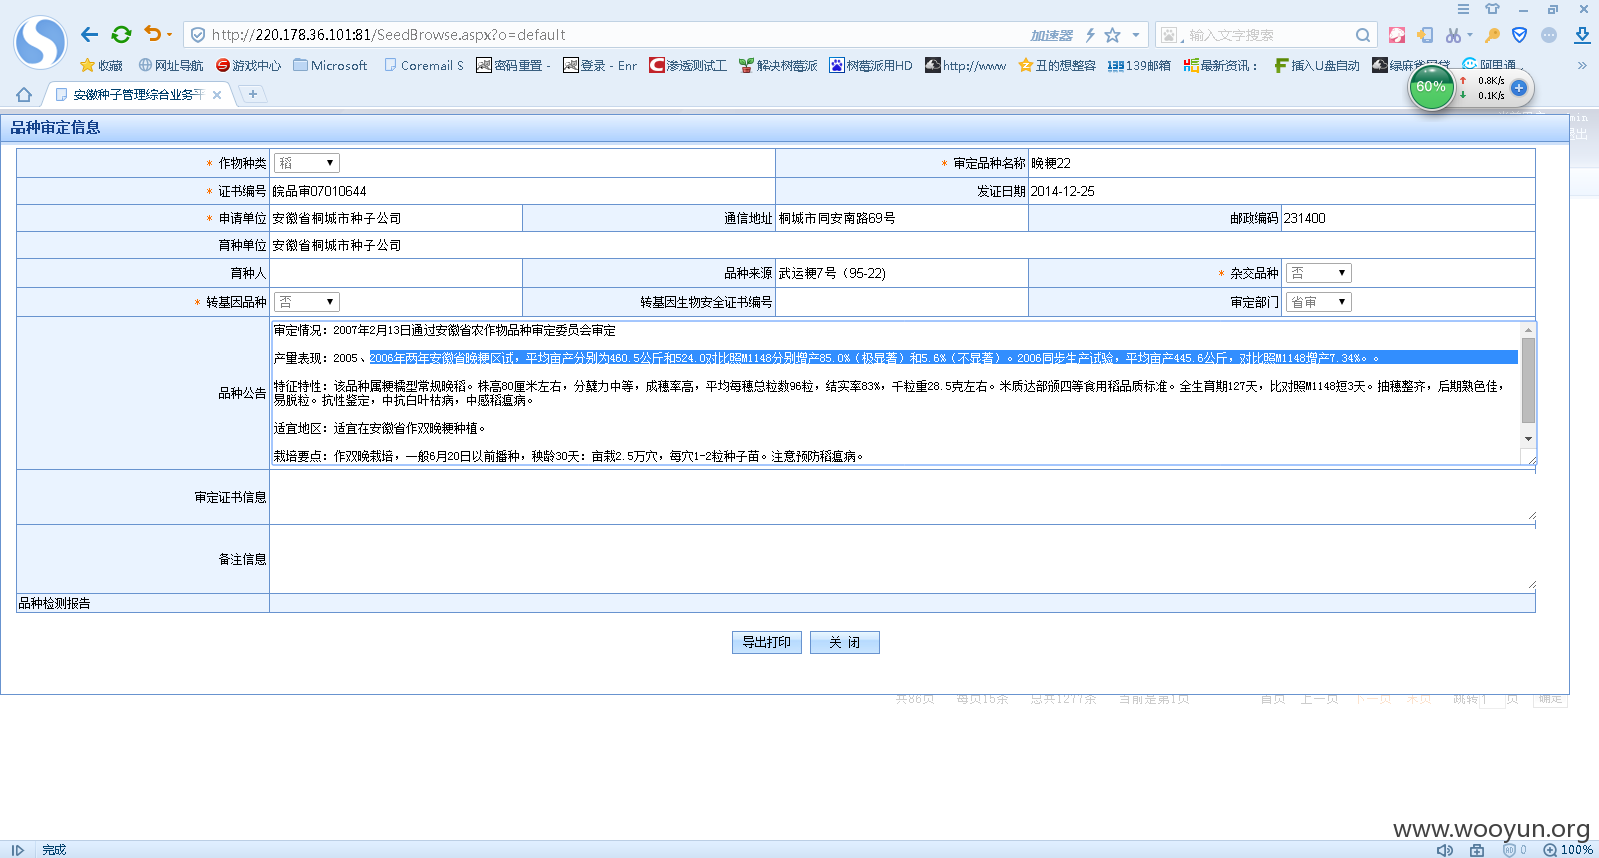 http://220.178.36.101:81/SeedBrowse.aspx?o=default
加速器
输入文字搜索
收藏 网址导航 游戏中心 Microsoft Coremail S 密码重置 - 登录 - Enr 渗透测试工 解决树莓派 树莓派用HD http://www 丑的想整容 139邮箱 最新资讯： 插入U盘自动
安徽种子管理综合业务平
60%
0.8K/s
0.1K/s
品种审定信息
* 作物种类 稻 * 审定品种名称 晚粳22
* 证书编号 皖品审07010644 发证日期 2014-12-25
* 申请单位 安徽省桐城市种子公司 通信地址 桐城市同安南路69号 邮政编码 231400
育种单位 安徽省桐城市种子公司
育种人 品种来源 武运粳7号（95-22) * 杂交品种 否
* 转基因品种 否 转基因生物安全证书编号 审定部门 省审
品种公告
审定情况：2007年2月13日通过安徽省农作物品种审定委员会审定
产量表现：2005、2006年两年安徽省晚粳区试，平均亩产分别为460.5公斤和524.0对比照M1148分别增产85.0%（极显著）和5.6%（不显著）。2006同步生产试验，平均亩产445.6公斤，对比照M1148增产7.34%。。
特征特性：该品种属粳糯型常规晚稻。株高80厘米左右，分蘖力中等，成穗率高，平均每穗总粒数96粒，结实率83%，千粒重28.5克左右。米质达部颁四等食用稻品质标准。全生育期127天，比对照M1148短3天。抽穗整齐，后期熟色佳，
易脱粒。抗性鉴定，中抗白叶枯病，中感稻瘟病。
适宜地区：适宜在安徽省作双晚粳种植。
栽培要点：作双晚栽培，一般6月20日以前播种，秧龄30天：亩栽2.5万穴，每穴1-2粒种子苗。注意预防稻瘟病。
审定证书信息
备注信息
品种检测报告
导出打印 关 闭
共86页 每页15条 总共1277条 当前是第1页 首页 上一页 下一页 末页 跳转 1 页 确定
www.wooyun.org
完成
0 100%